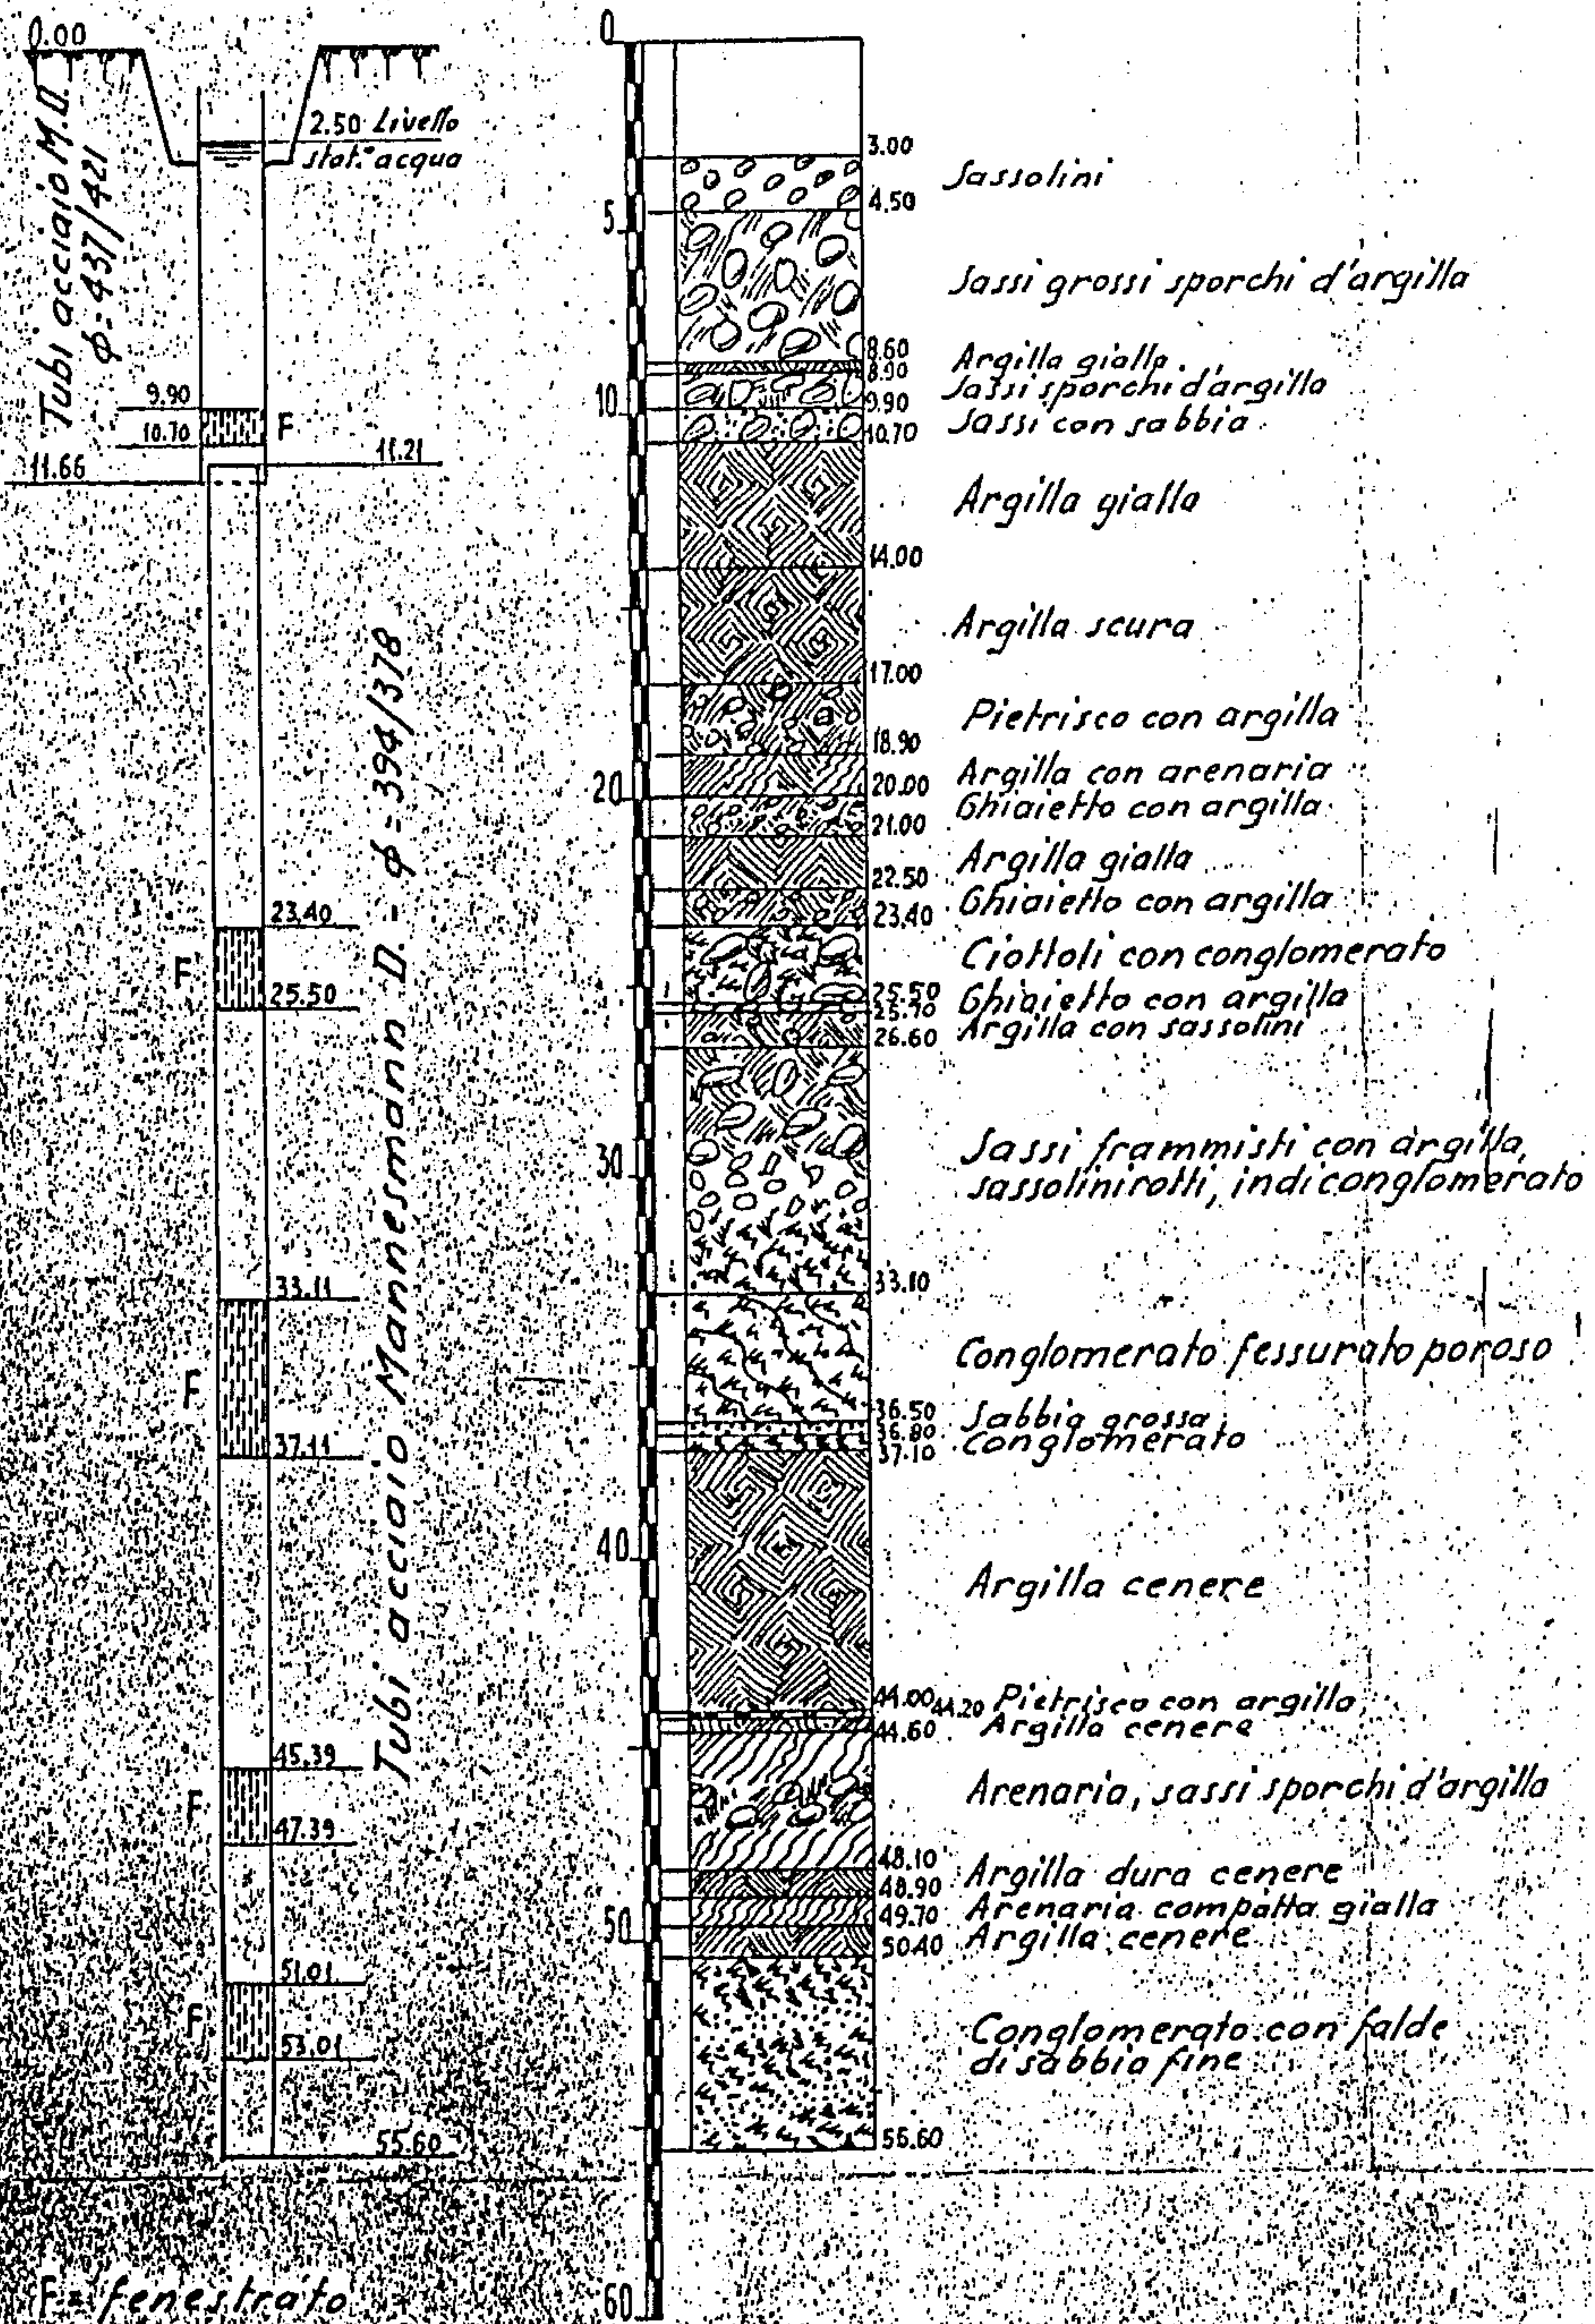 0.00
2.50 Livello
stat. acqua
Tubi acciaio M.D.
ϕ=437/421
9.90
10.70
F
11.66
11.21
Tubi acciaio Mannesmann D. - ϕ=394/378
23.40
F
25.50
33.11
F
37.11
45.39
F
47.39
51.01
F
53.01
55.60
F= fenestrato
0
5
10
20
30
40
50
60
3.00
Sassolini
4.50
Sassi grossi sporchi d'argilla
8.60
Argilla gialla
8.90
Sassi sporchi d'argilla
9.90
Sassi con sabbia
10.70
Argilla gialla
14.00
Argilla scura
17.00
Pietrisco con argilla
18.90
Argilla con arenaria
20.00
Ghiaietto con argilla
21.00
Argilla gialla
22.50
Ghiaietto con argilla
23.40
Ciottoli con conglomerato
25.50
Ghiaietto con argilla
25.70
Argilla con sassolini
26.60
Sassi frammisti con argilla,
sassolini rotti, indi conglomerato
33.10
Conglomerato fessurato poroso
36.50
Sabbia grossa
36.80
conglomerato
37.10
Argilla cenere
44.00
44.20 Pietrisco con argilla
44.60 Argilla cenere
Arenaria, sassi sporchi d'argilla
48.10
Argilla dura cenere
48.90
Arenaria compatta gialla
49.70
Argilla cenere
50.40
Conglomerato con falde
di sabbia fine
55.60